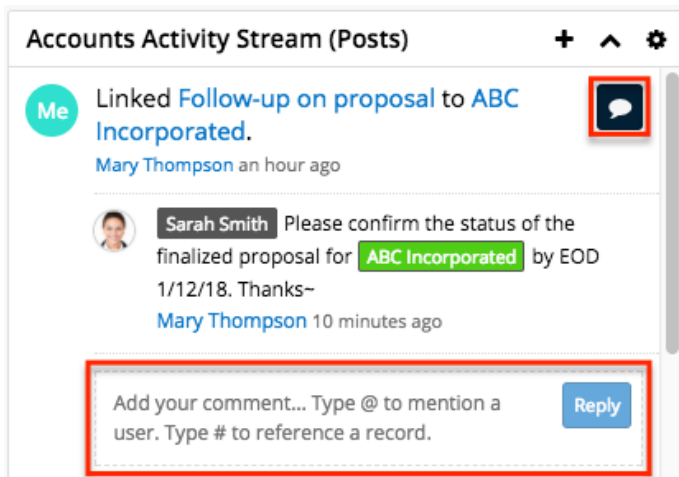 Accounts Activity Stream (Posts)
Me
Linked Follow-up on proposal to ABC
Incorporated.
Mary Thompson an hour ago
Sarah Smith Please confirm the status of the
finalized proposal for ABC Incorporated by EOD
1/12/18. Thanks~
Mary Thompson 10 minutes ago
Add your comment... Type @ to mention a
user. Type # to reference a record.
Reply